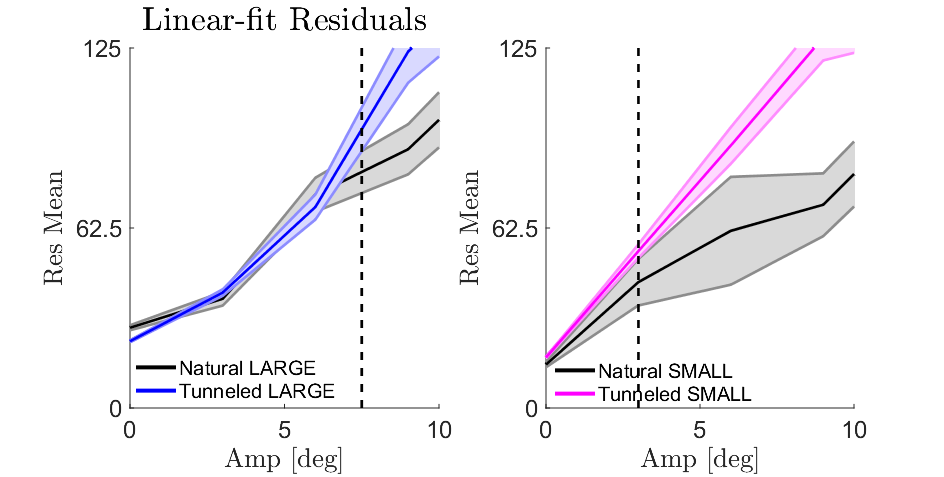 Linear-fit Residuals
125
62.5
0
Res Mean
Natural LARGE
Tunneled LARGE
0 5 10
Amp [deg]
125
62.5
0
Res Mean
Natural SMALL
Tunneled SMALL
0 5 10
Amp [deg]